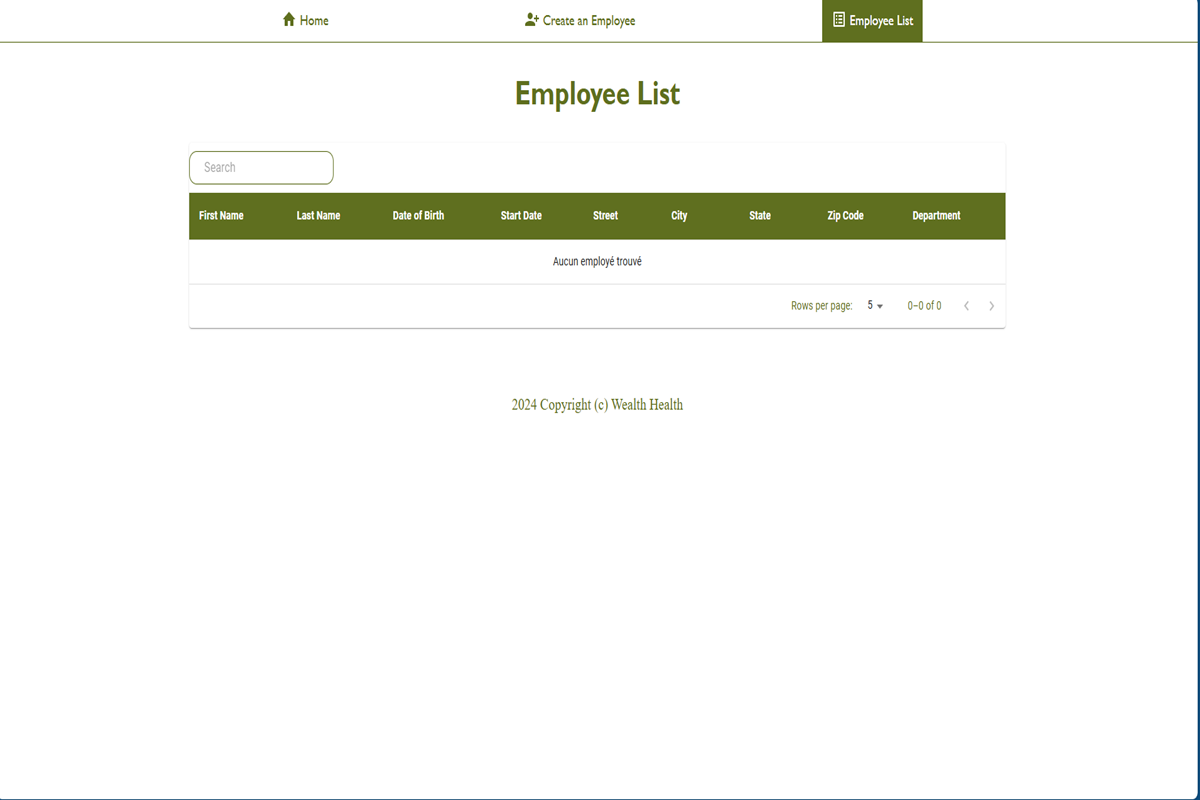 Home Create an Employee Employee List
Employee List
Search
First Name Last Name Date of Birth Start Date Street City State Zip Code Department
Aucun employé trouvé
Rows per page: 5 0–0 of 0
2024 Copyright (c) Wealth Health